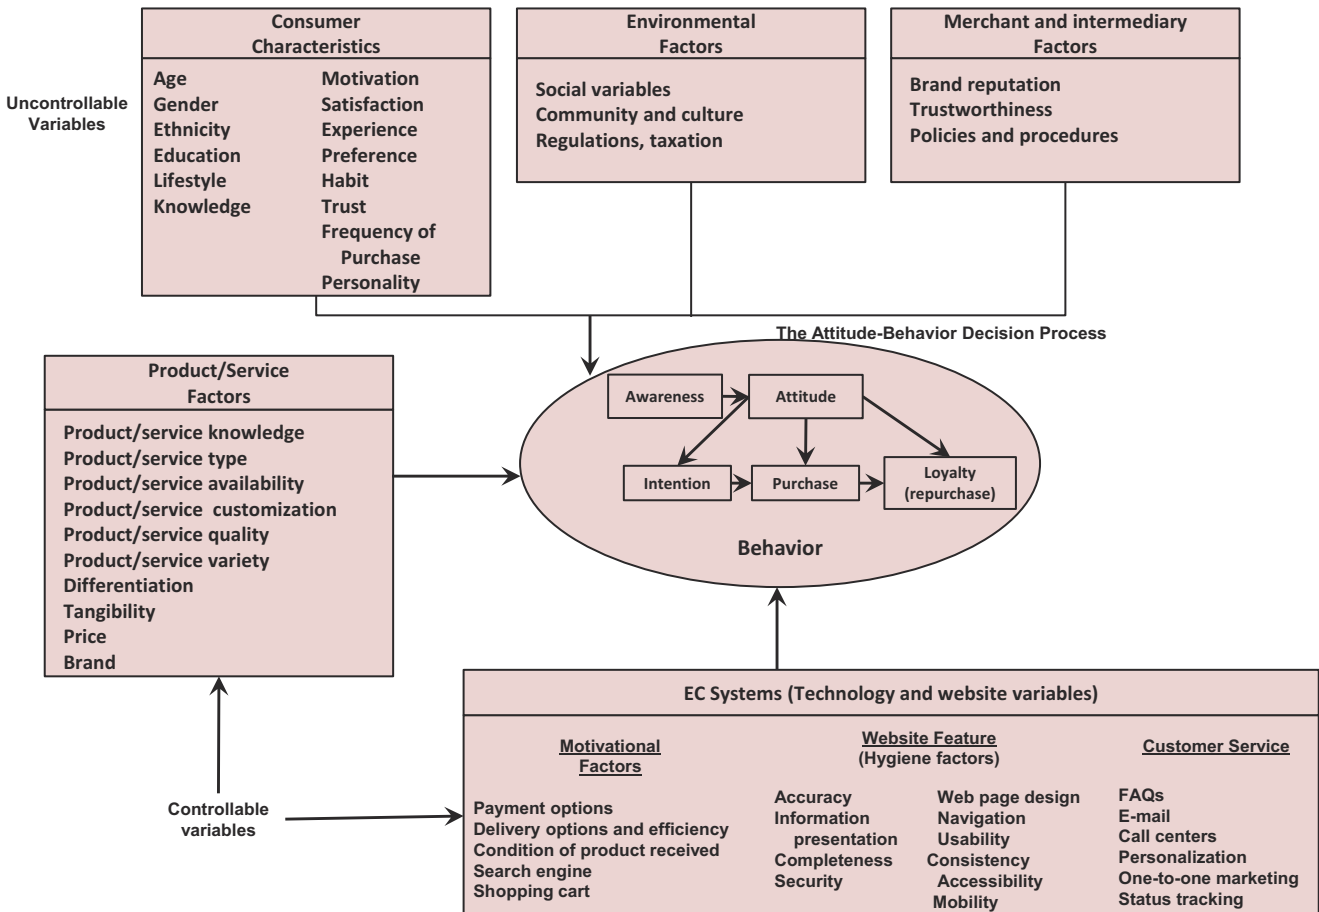 Consumer
Characteristics
Age
Gender
Ethnicity
Education
Lifestyle
Knowledge
Motivation
Satisfaction
Experience
Preference
Habit
Trust
Frequency of
Purchase
Personality
Environmental
Factors
Social variables
Community and culture
Regulations, taxation
Merchant and intermediary
Factors
Brand reputation
Trustworthiness
Policies and procedures
Uncontrollable
Variables
The Attitude-Behavior Decision Process
Awareness
Attitude
Intention
Purchase
Loyalty
(repurchase)
Behavior
Product/Service
Factors
Product/service knowledge
Product/service type
Product/service availability
Product/service customization
Product/service quality
Product/service variety
Differentiation
Tangibility
Price
Brand
Controllable
variables
EC Systems (Technology and website variables)
Motivational
Factors
Payment options
Delivery options and efficiency
Condition of product received
Search engine
Shopping cart
Website Feature
(Hygiene factors)
Accuracy
Information
presentation
Completeness
Security
Web page design
Navigation
Usability
Consistency
Accessibility
Mobility
Customer Service
FAQs
E-mail
Call centers
Personalization
One-to-one marketing
Status tracking